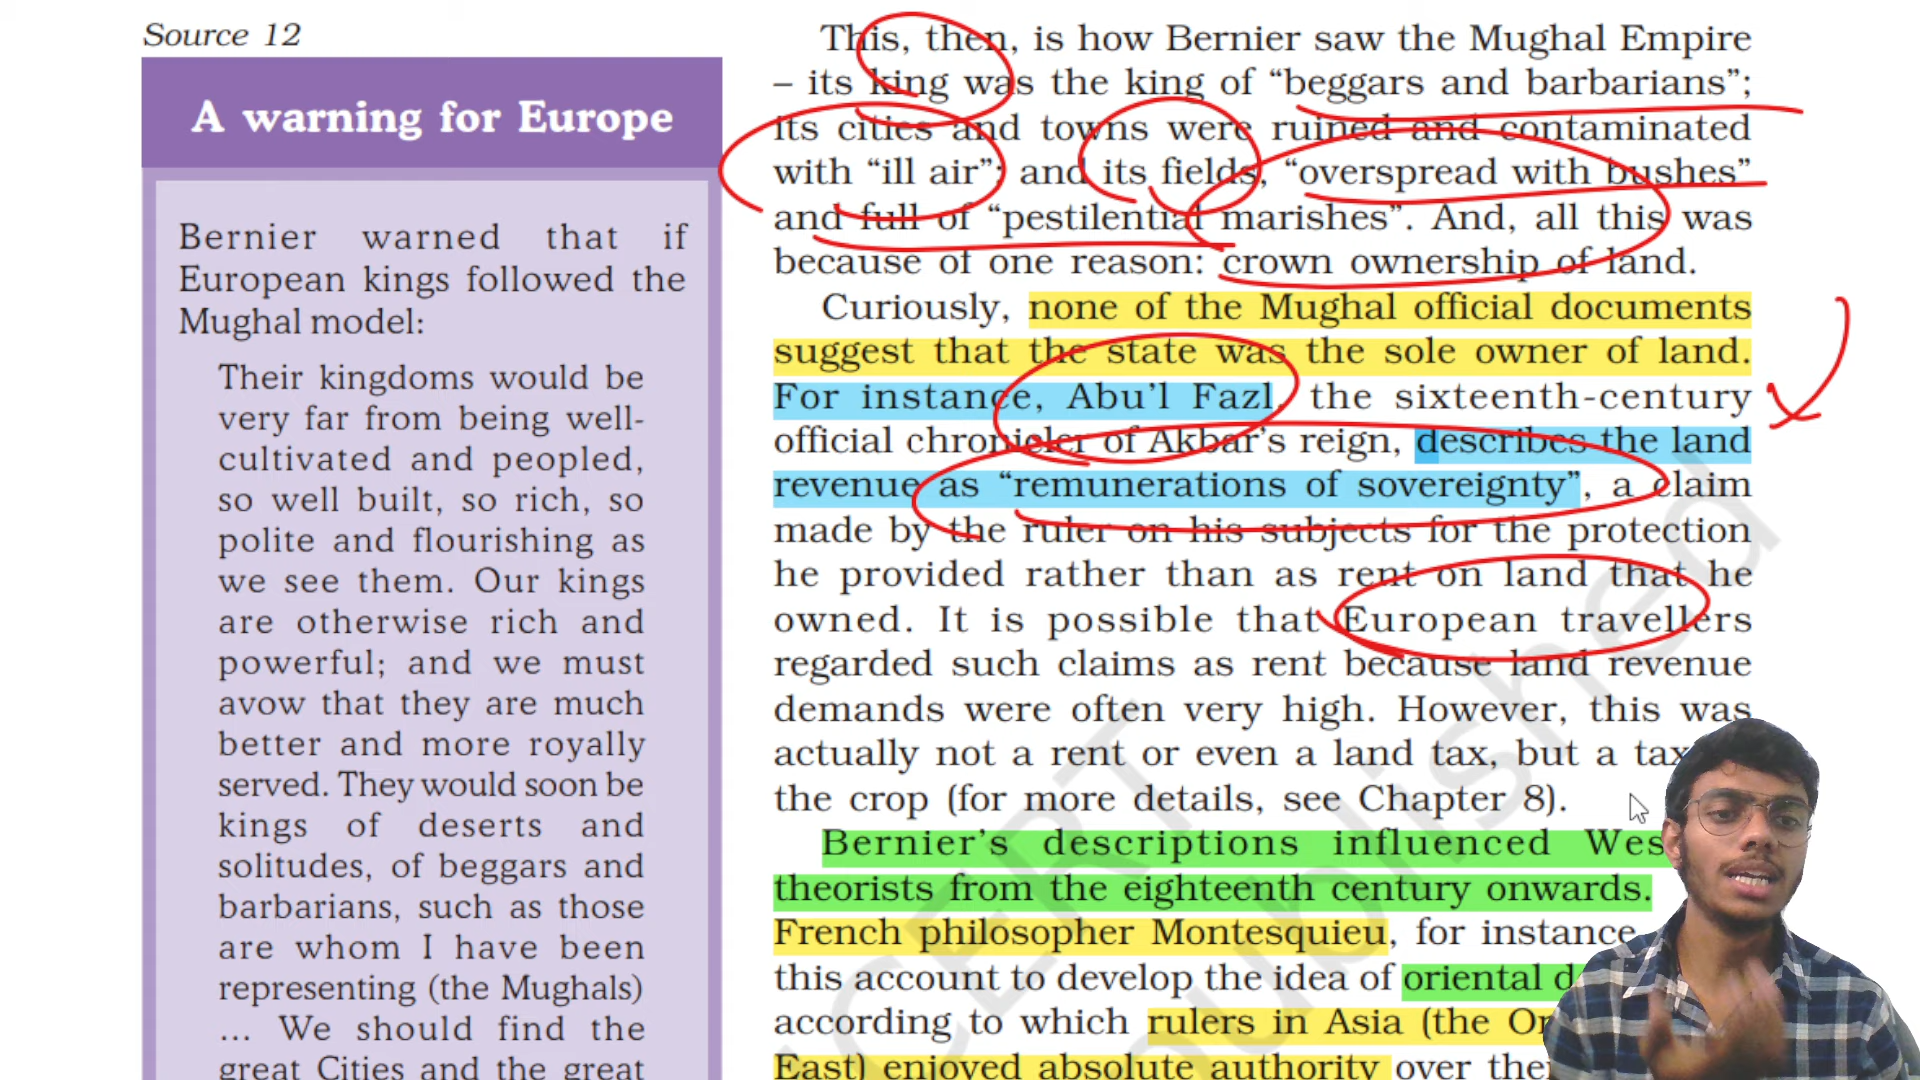 Source 12
A warning for Europe
Bernier warned that if
European kings followed the
Mughal model:
Their kingdoms would be
very far from being well-
cultivated and peopled,
so well built, so rich, so
polite and flourishing as
we see them. Our kings
are otherwise rich and
powerful; and we must
avow that they are much
better and more royally
served. They would soon be
kings of deserts and
solitudes, of beggars and
barbarians, such as those
are whom I have been
representing (the Mughals)
... We should find the
great Cities and the great
This, then, is how Bernier saw the Mughal Empire
– its king was the king of “beggars and barbarians”;
its cities and towns were ruined and contaminated
with “ill air”; and its fields, “overspread with bushes”
and full of “pestilential marishes”. And, all this was
because of one reason: crown ownership of land.
Curiously, none of the Mughal official documents
suggest that the state was the sole owner of land.
For instance, Abu’l Fazl, the sixteenth-century
official chronicler of Akbar’s reign, describes the land
revenue as “remunerations of sovereignty”, a claim
made by the ruler on his subjects for the protection
he provided rather than as rent on land that he
owned. It is possible that European travellers
regarded such claims as rent because land revenue
demands were often very high. However, this was
actually not a rent or even a land tax, but a tax
the crop (for more details, see Chapter 8).
Bernier’s descriptions influenced Wes
theorists from the eighteenth century onwards.
French philosopher Montesquieu, for instance,
this account to develop the idea of oriental d
according to which rulers in Asia (the Or
East) enjoyed absolute authority over the